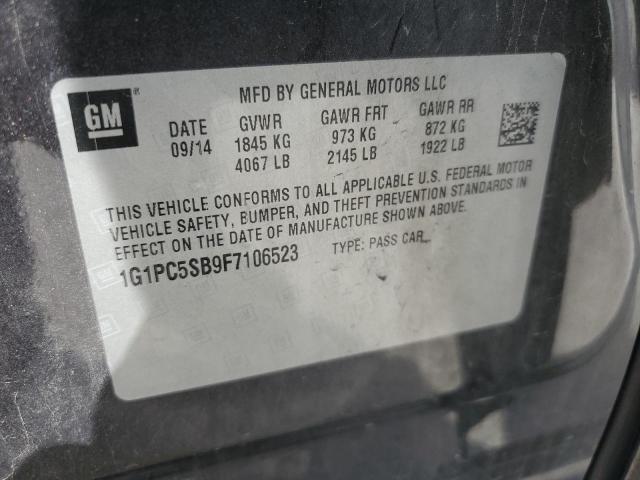 MFD BY GENERAL MOTORS LLC
GM
DATE GVWR GAWR FRT GAWR RR
09/14 1845 KG 973 KG 872 KG
4067 LB 2145 LB 1922 LB
THIS VEHICLE CONFORMS TO ALL APPLICABLE U.S. FEDERAL MOTOR
VEHICLE SAFETY, BUMPER, AND THEFT PREVENTION STANDARDS IN
EFFECT ON THE DATE OF MANUFACTURE SHOWN ABOVE.
1G1PC5SB9F7106523 TYPE: PASS CAR